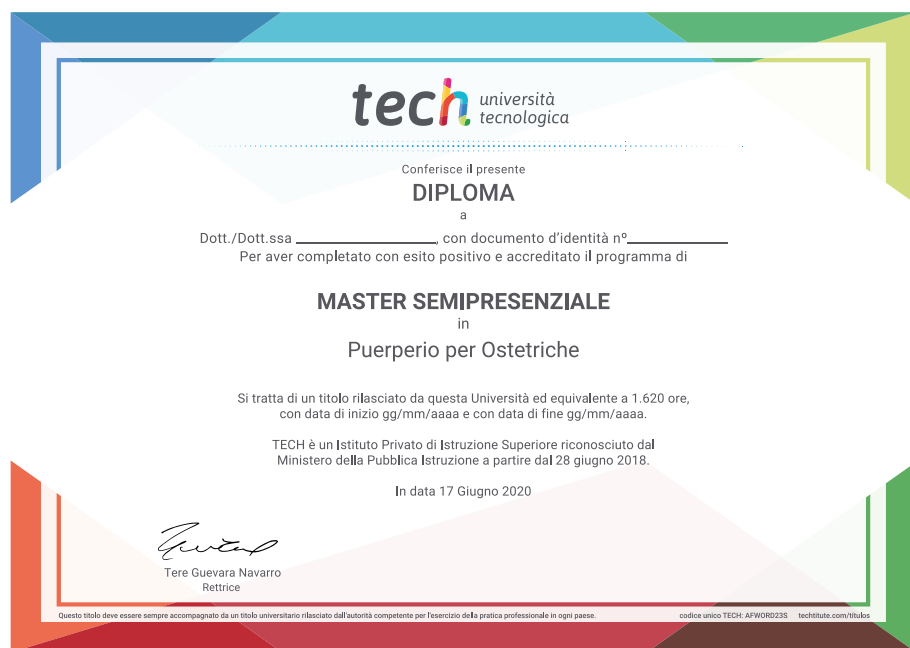 tech università
tecnologica
Conferisce il presente
DIPLOMA
a
Dott./Dott.ssa ____________________, con documento d'identità nº______________
Per aver completato con esito positivo e accreditato il programma di
MASTER SEMIPRESENZIALE
in
Puerperio per Ostetriche
Si tratta di un titolo rilasciato da questa Università ed equivalente a 1.620 ore,
con data di inizio gg/mm/aaaa e con data di fine gg/mm/aaaa.
TECH è un Istituto Privato di Istruzione Superiore riconosciuto dal
Ministero della Pubblica Istruzione a partire dal 28 giugno 2018.
In data 17 Giugno 2020
Tere Guevara Navarro
Rettrice
Questo titolo deve essere sempre accompagnato da un titolo universitario rilasciato dall'autorità competente per l'esercizio della pratica professionale in ogni paese. codice unico TECH: AFWORD23S techtitute.com/titulos